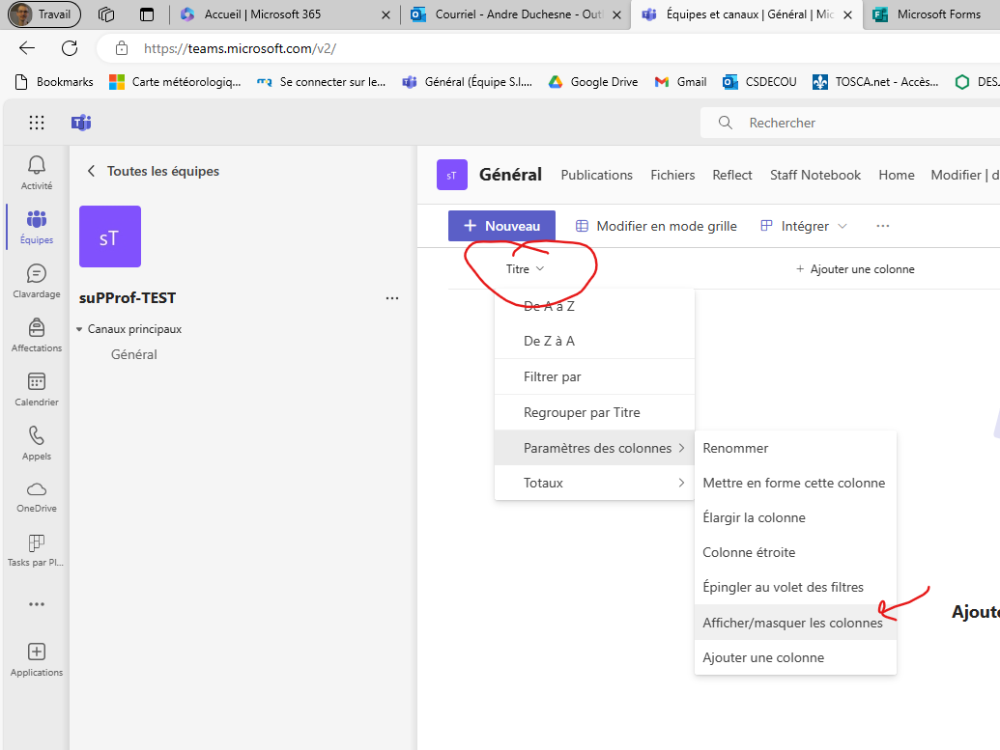 Travail
Accueil | Microsoft 365
Courriel - Andre Duchesne - Outl
Équipes et canaux | Général | Mic
Microsoft Forms
https://teams.microsoft.com/v2/
Bookmarks
Carte météorologiq...
Se connecter sur le...
Général (Équipe S.I....
Google Drive
Gmail
CSDECOU
TOSCA.net - Accès...
DESJ
Rechercher
Activité
Équipes
Clavardage
Affectations
Calendrier
Appels
OneDrive
Tasks par Pl...
Applications
Toutes les équipes
sT
suPProf-TEST
Canaux principaux
Général
sT
Général
Publications
Fichiers
Reflect
Staff Notebook
Home
Modifier | d
+ Nouveau
Modifier en mode grille
Intégrer
Titre
+ Ajouter une colonne
De A à Z
De Z à A
Filtrer par
Regrouper par Titre
Paramètres des colonnes
Totaux
Renommer
Mettre en forme cette colonne
Élargir la colonne
Colonne étroite
Épingler au volet des filtres
Afficher/masquer les colonnes
Ajouter une colonne
Ajoute